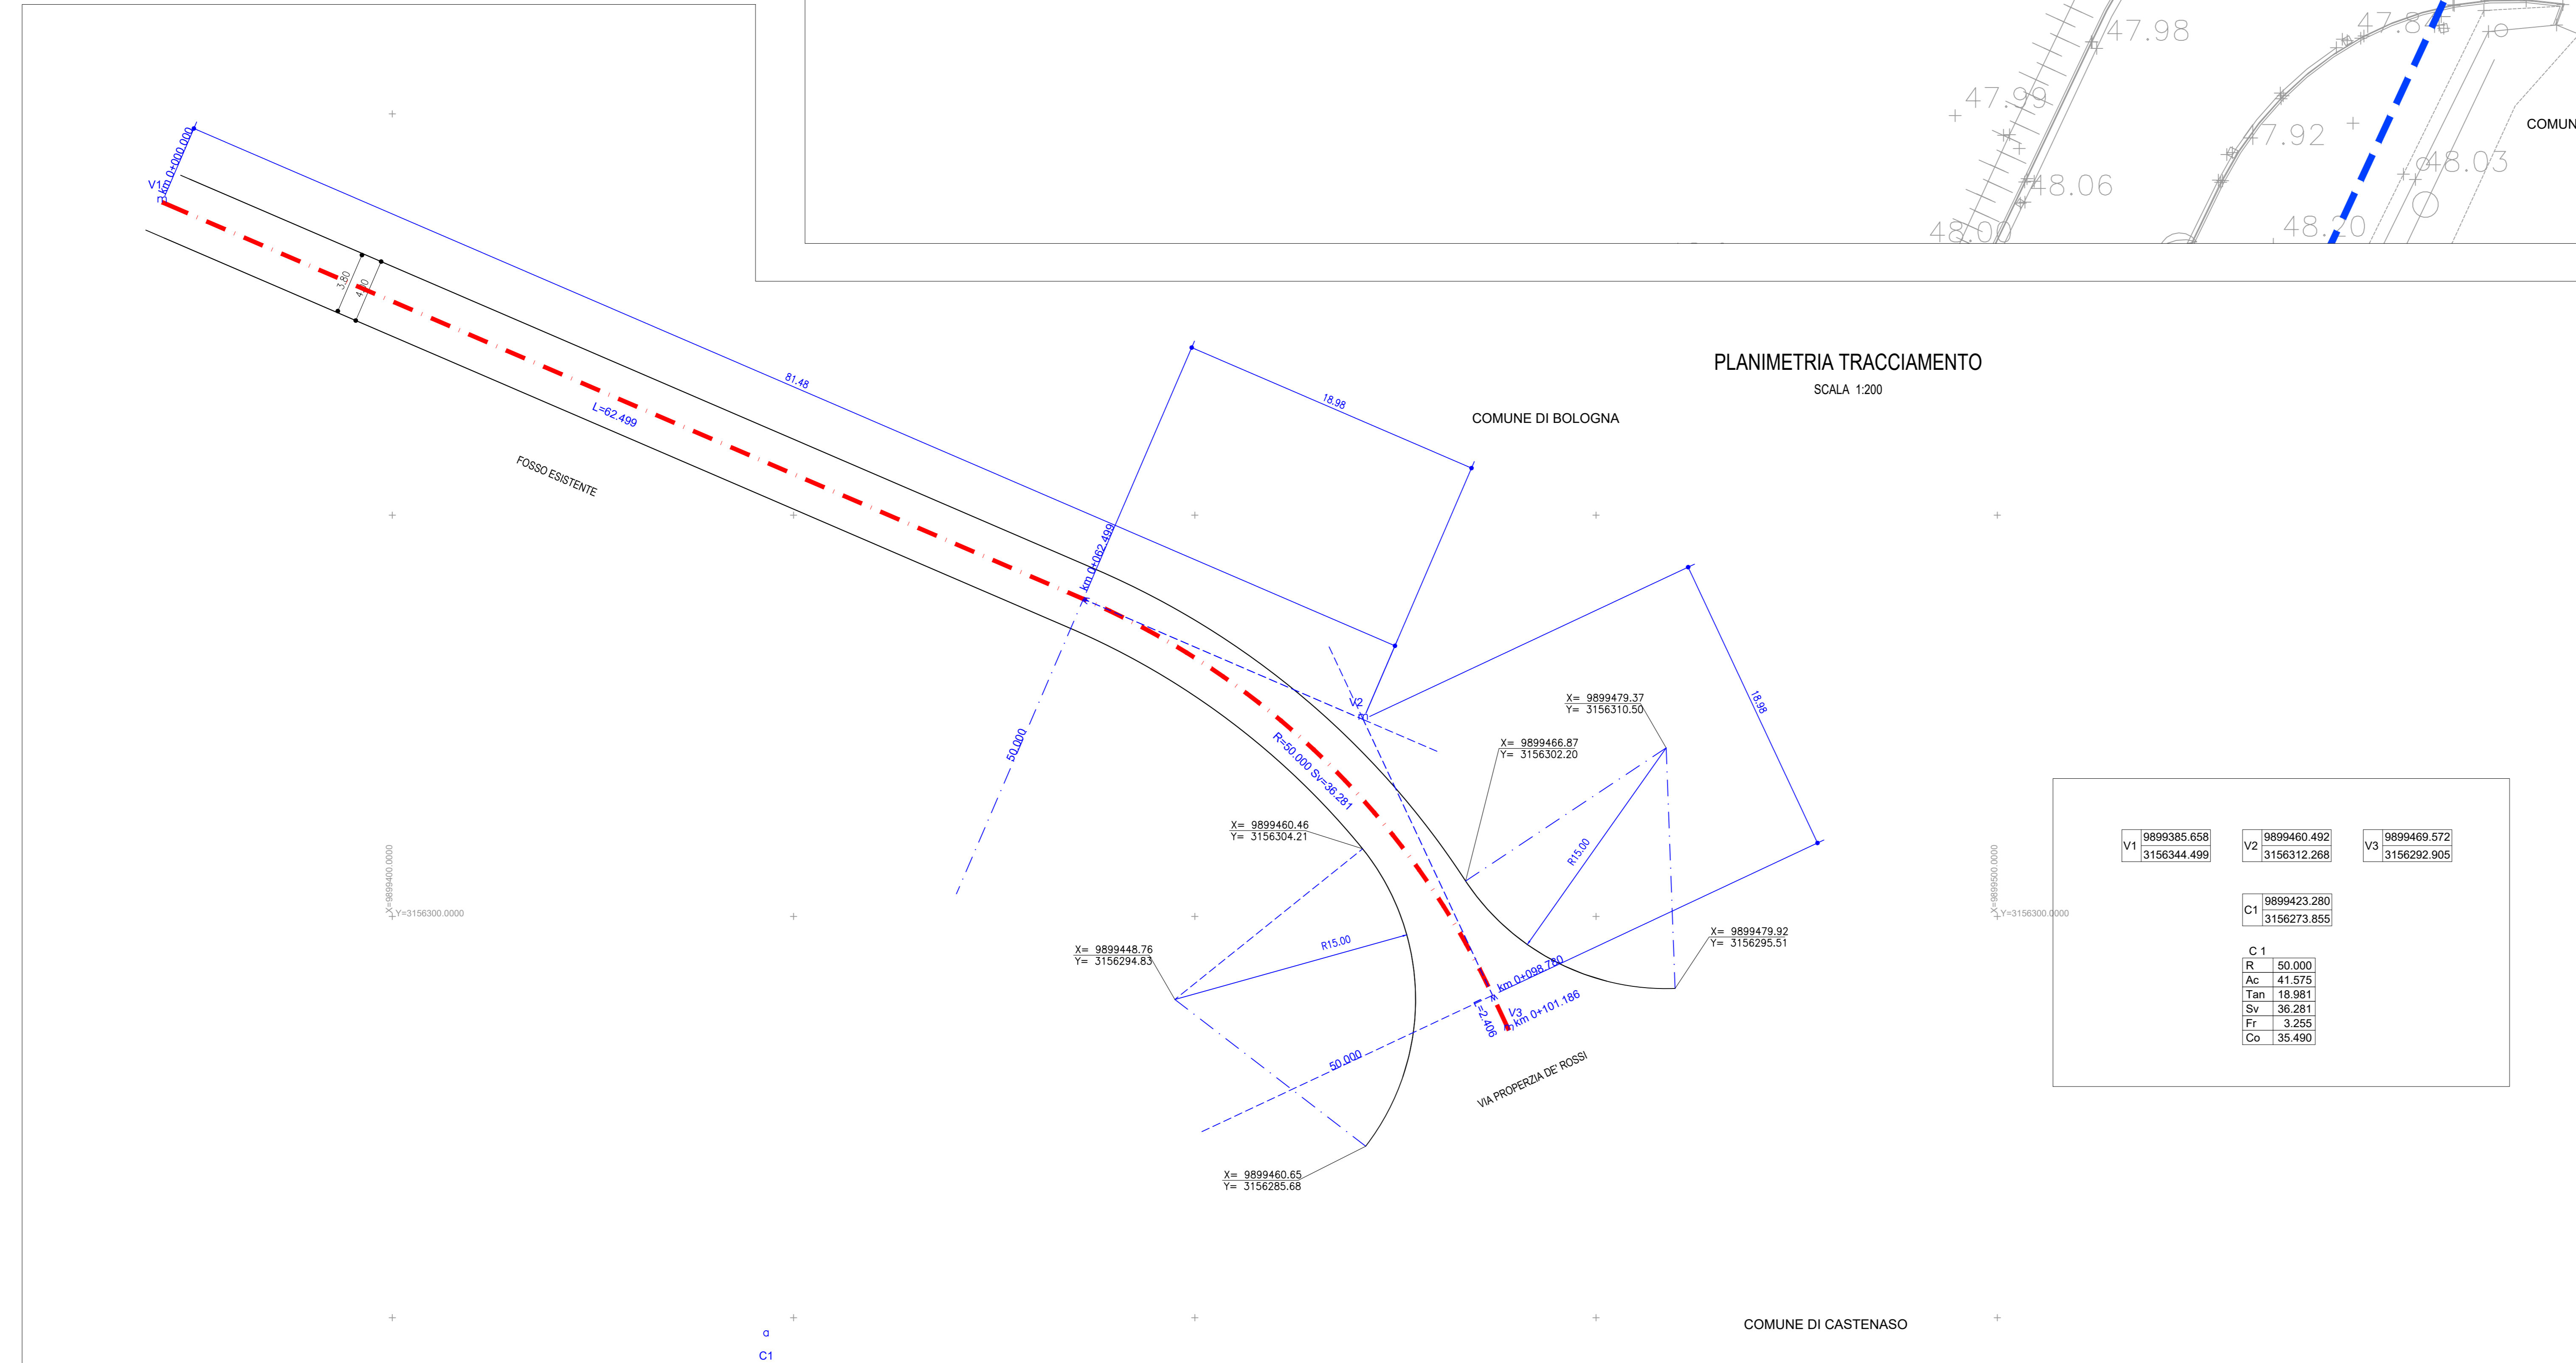 47.98
47.84
47.99
COMUN
47.92
48.03
48.06
48.00
48.20
km 0+000.000
V1
3.80
81.48
L=62.499
FOSSO ESISTENTE
PLANIMETRIA TRACCIAMENTO
SCALA 1:200
COMUNE DI BOLOGNA
18.98
km 0+062.499
50.000
V2
R=50.000 Sv=36.281
18.98
X= 9899479.37
Y= 3156310.50
X= 9899466.87
Y= 3156302.20
X= 9899460.46
Y= 3156304.21
R15.00
X=9899400.0000
Y=3156300.0000
X=9899500.0000
Y=3156300.0000
X= 9899448.76
Y= 3156294.83
R15.00
X= 9899479.92
Y= 3156295.51
km 0+098.780
km 0+101.186
V3
L=2.406
50.000
VIA PROPERZIA DE' ROSSI
X= 9899460.65
Y= 3156285.68
V1 9899385.658
3156344.499
V2 9899460.492
3156312.268
V3 9899469.572
3156292.905
C1 9899423.280
3156273.855
C 1
R 50.000
Ac 41.575
Tan 18.981
Sv 36.281
Fr 3.255
Co 35.490
COMUNE DI CASTENASO
a
C1